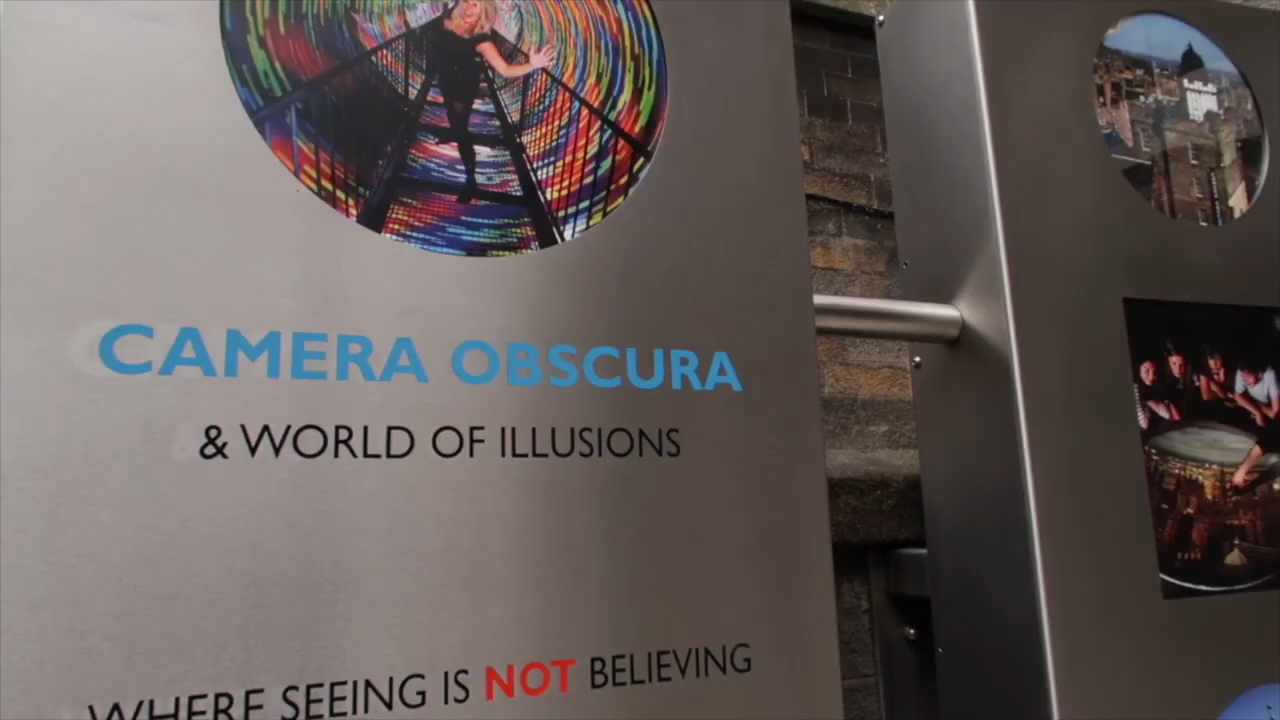 CAMERA OBSCURA
& WORLD OF ILLUSIONS
WHERE SEEING IS NOT BELIEVING